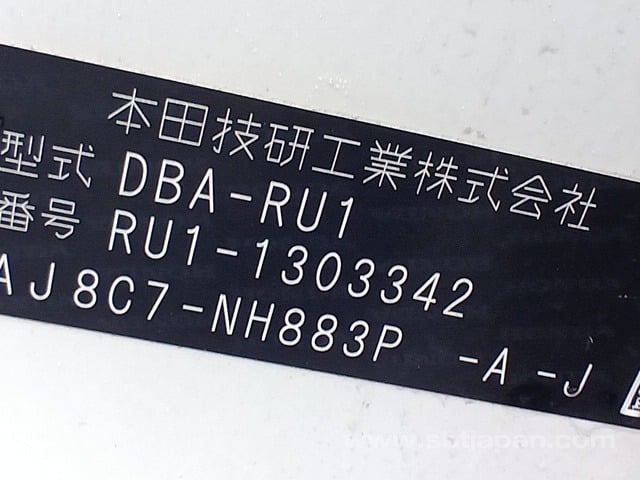 本田技研工業株式会社
型式 DBA-RU1
番号 RU1-1303342
AJ8C7-NH883P -A -J
www.sbtjapan.com